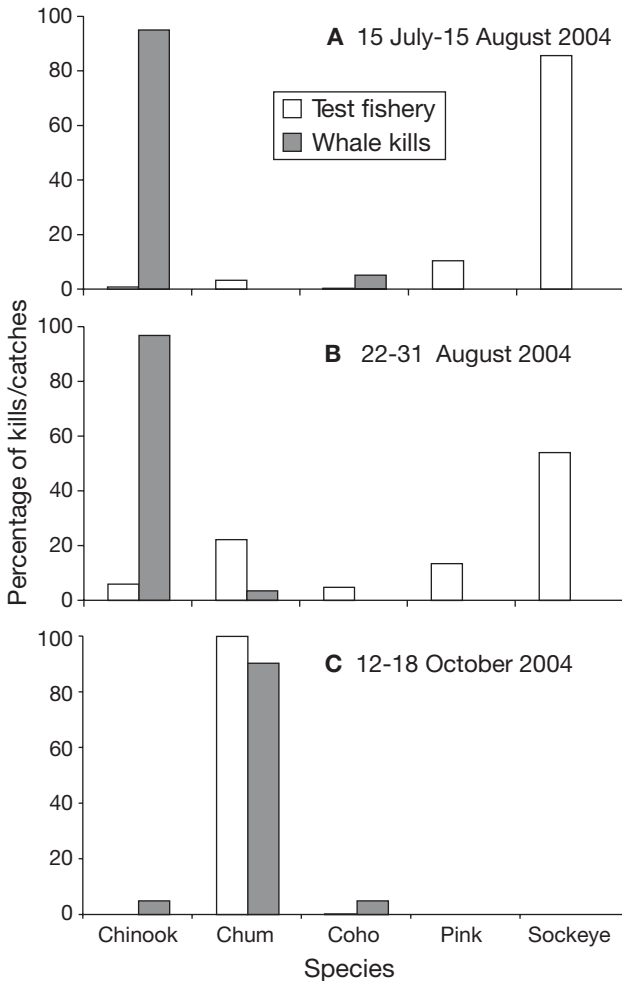 Percentage of kills/catches
100
80
60
40
20
0
A 15 July-15 August 2004
Test fishery
Whale kills
100
80
60
40
20
0
B 22-31 August 2004
100
80
60
40
20
0
C 12-18 October 2004
Chinook Chum Coho Pink Sockeye
Species